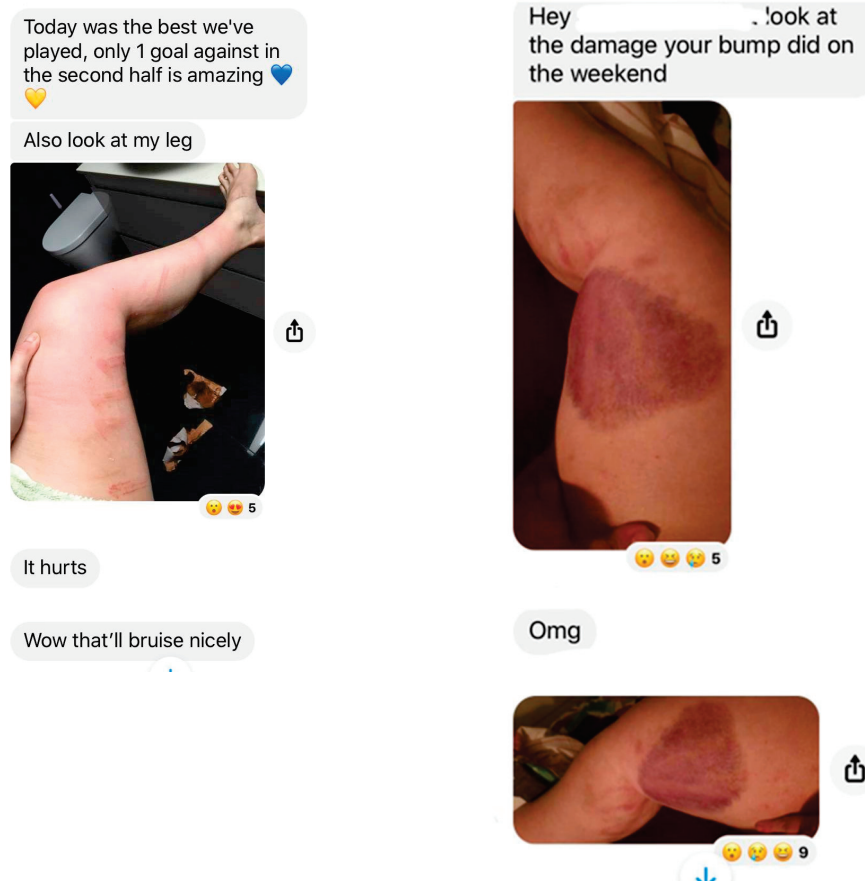 Today was the best we've
played, only 1 goal against in
the second half is amazing 💙
💛
Also look at my leg
😮 😍 5
It hurts
Wow that'll bruise nicely
Hey look at
the damage your bump did on
the weekend
😮 😆 😢 5
Omg
😮 😢 😆 9